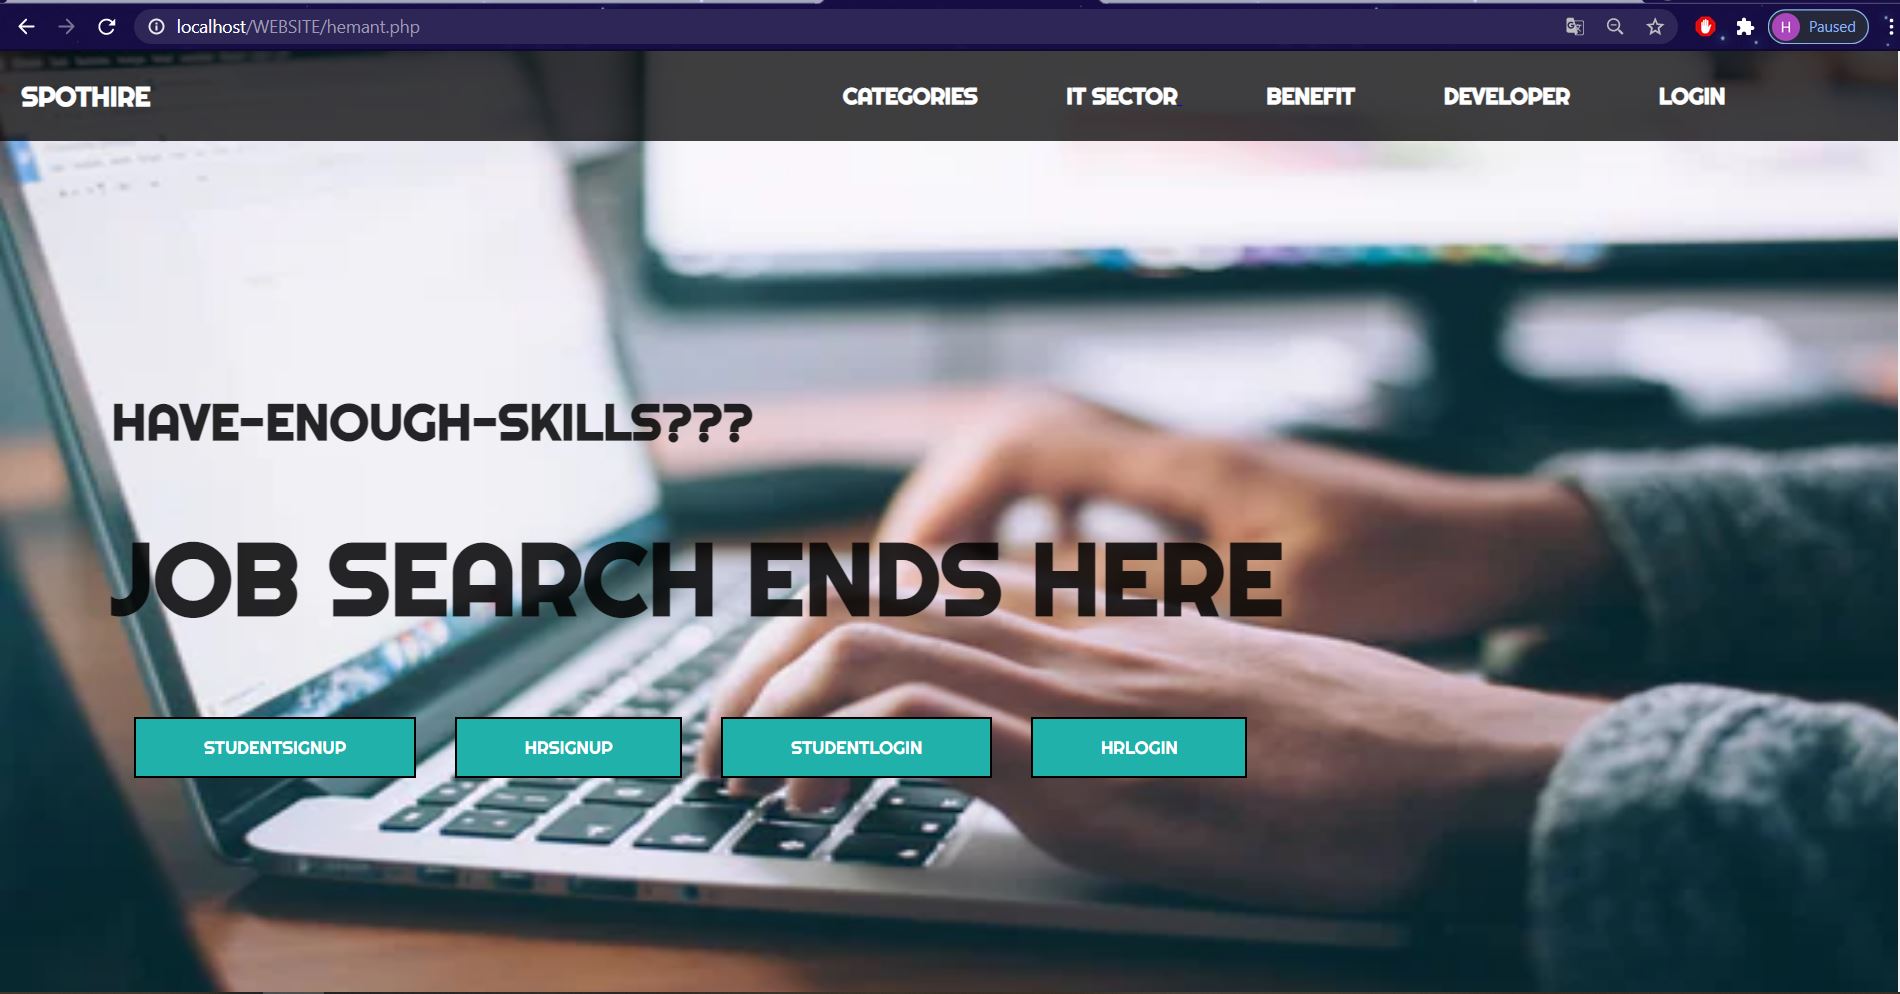 localhost/WEBSITE/hemant.php
H Paused
SPOTHIRE CATEGORIES IT SECTOR BENEFIT DEVELOPER LOGIN
HAVE-ENOUGH-SKILLS???
JOB SEARCH ENDS HERE
STUDENTSIGNUP HRSIGNUP STUDENTLOGIN HRLOGIN